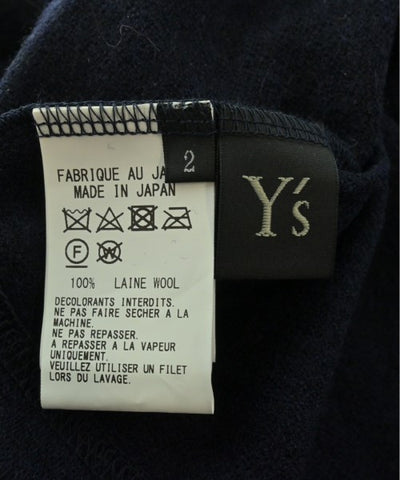 2
Y's
FABRIQUE AU
MADE IN JAPAN
F
W
100% LAINE WOOL
DECOLORANTS INTERDITS.
NE PAS FAIRE SECHER A LA
MACHINE.
NE PAS REPASSER.
A REPASSER A LA VAPEUR
UNIQUEMENT.
VEUILLEZ UTILISER UN FILET
LORS DU LAVAGE.